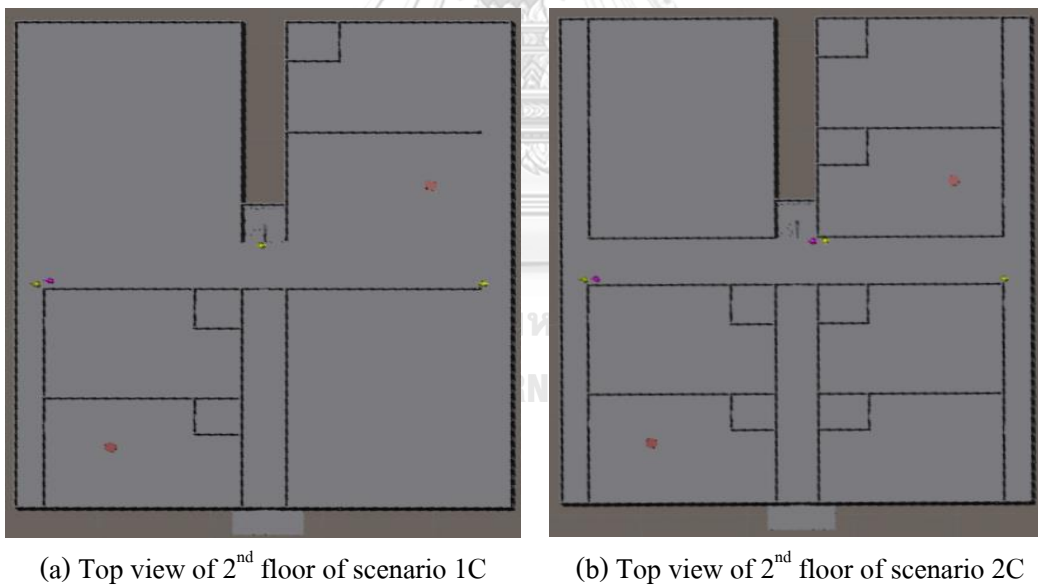 (a) Top view of 2nd floor of scenario 1C
(b) Top view of 2nd floor of scenario 2C